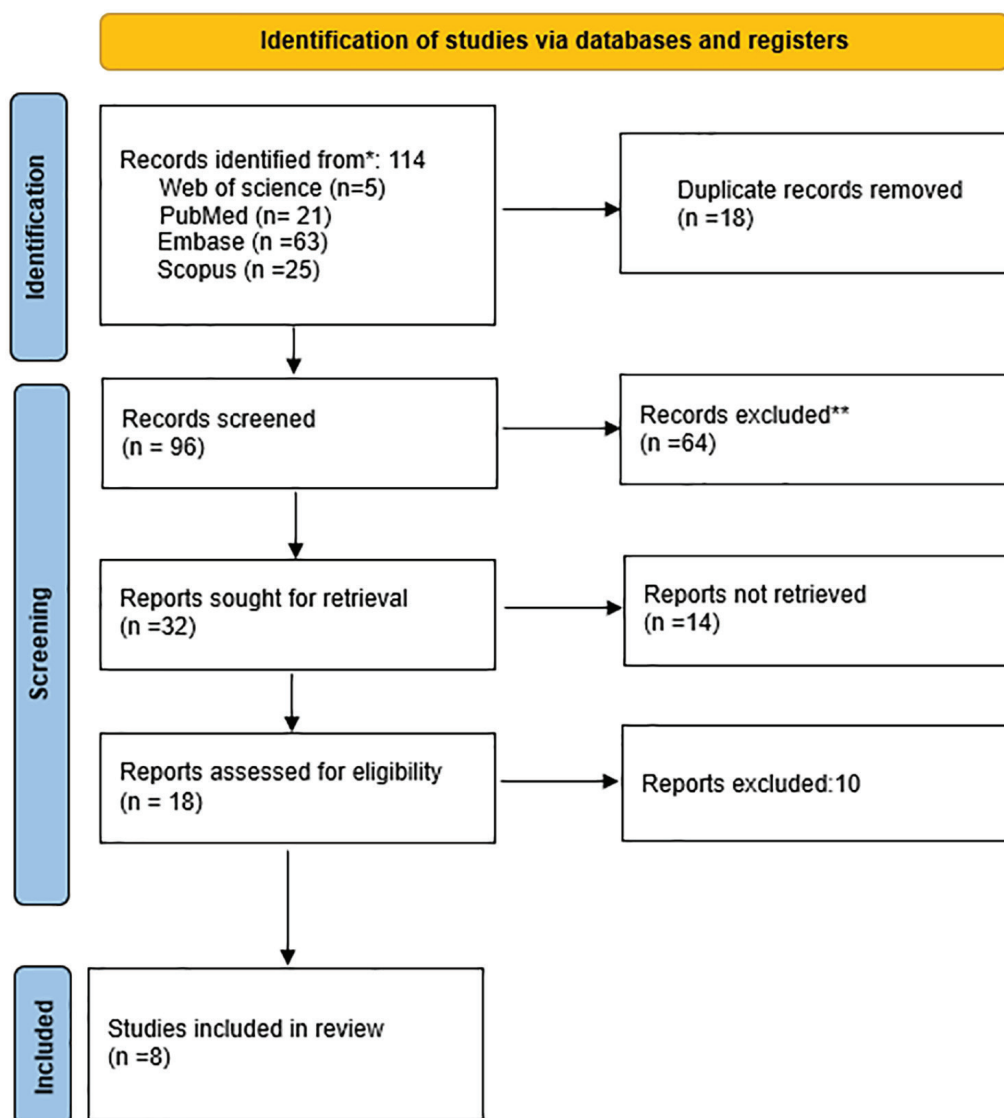 Identification of studies via databases and registers
Identification
Records identified from*: 114
Web of science (n=5)
PubMed (n= 21)
Embase (n =63)
Scopus (n =25)
Duplicate records removed
(n =18)
Screening
Records screened
(n = 96)
Records excluded**
(n =64)
Reports sought for retrieval
(n =32)
Reports not retrieved
(n =14)
Reports assessed for eligibility
(n = 18)
Reports excluded:10
Included
Studies included in review
(n =8)